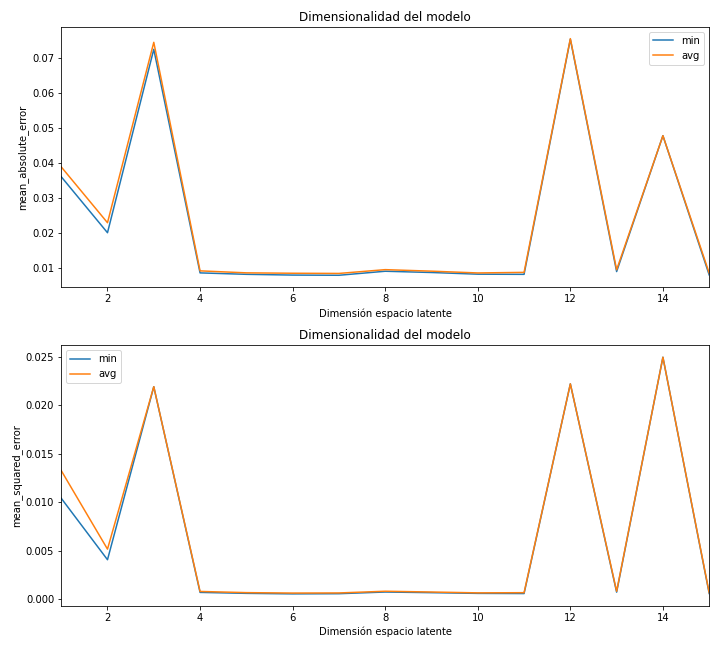 Dimensionalidad del modelo
min
avg
mean_absolute_error
0.07
0.06
0.05
0.04
0.03
0.02
0.01
2 4 6 8 10 12 14
Dimensión espacio latente
Dimensionalidad del modelo
min
avg
mean_squared_error
0.025
0.020
0.015
0.010
0.005
0.000
2 4 6 8 10 12 14
Dimensión espacio latente